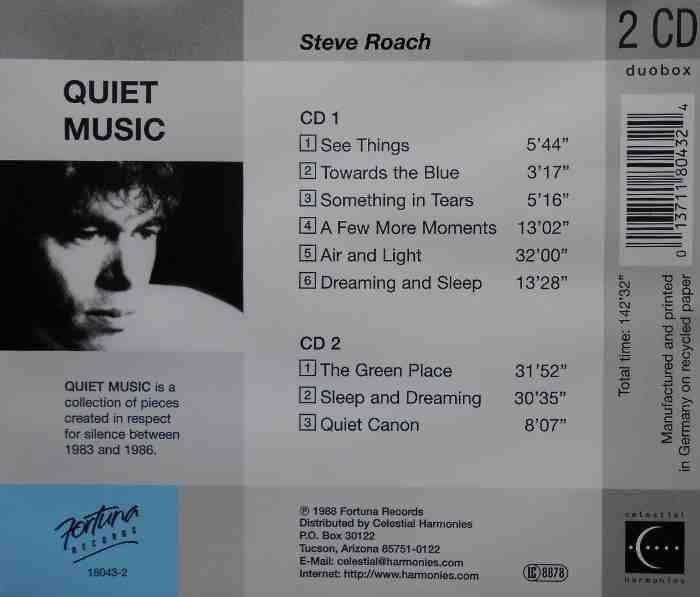 Steve Roach
2 CD
duobox
QUIET
MUSIC
CD 1
1 See Things 5'44"
2 Towards the Blue 3'17"
3 Something in Tears 5'16"
4 A Few More Moments 13'02"
5 Air and Light 32'00"
6 Dreaming and Sleep 13'28"
CD 2
1 The Green Place 31'52"
2 Sleep and Dreaming 30'35"
3 Quiet Canon 8'07"
QUIET MUSIC is a
collection of pieces
created in respect
for silence between
1983 and 1986.
Fortuna
RECORDS
18043-2
℗ 1988 Fortuna Records
Distributed by Celestial Harmonies
P.O. Box 30122
Tucson, Arizona 85751-0122
E-Mail: celestial@harmonies.com
Internet: http://www.harmonies.com
LC 8878
0 13711 80432 4
Total time: 142'32"
Manufactured and printed
in Germany on recycled paper
celestial
harmonies